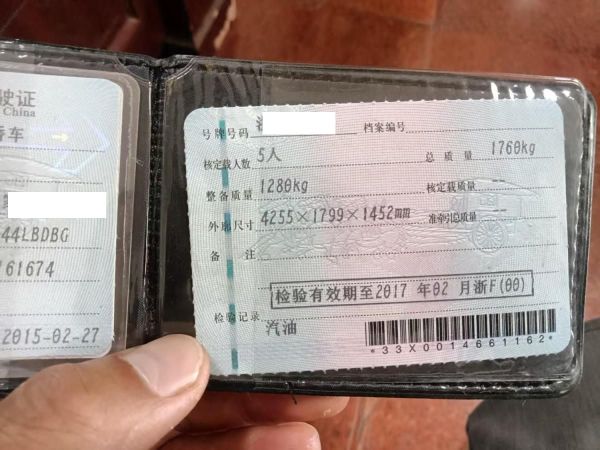 驶证
China
轿车
44LBDBG
161674
2015-02-27
号牌号码 档案编号
核定载人数 5人 总质量 1760kg
整备质量 1280kg 核定载质量 --
外廓尺寸 4255×1799×1452㎜ 准牵引总质量 --
备注
检验有效期至2017 年02 月浙F(00)
检验记录
汽油
*33X0014661162*